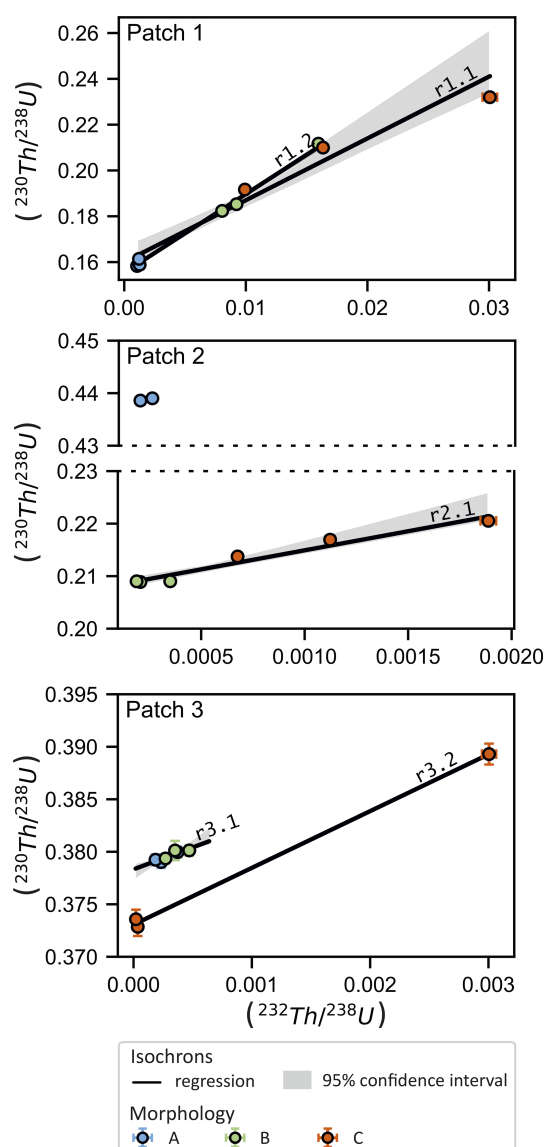 Patch 1
0.26
0.24
0.22
0.20
0.18
0.16
(²³⁰Th/²³⁸U)
r1.1
r1.2
0.00 0.01 0.02 0.03
Patch 2
0.45
0.44
0.43
0.23
0.22
0.21
0.20
(²³⁰Th/²³⁸U)
r2.1
0.0005 0.0010 0.0015 0.0020
Patch 3
0.395
0.390
0.385
0.380
0.375
0.370
(²³⁰Th/²³⁸U)
r3.2
r3.1
0.000 0.001 0.002 0.003
(²³²Th/²³⁸U)
Isochrons
regression 95% confidence interval
Morphology
A B C